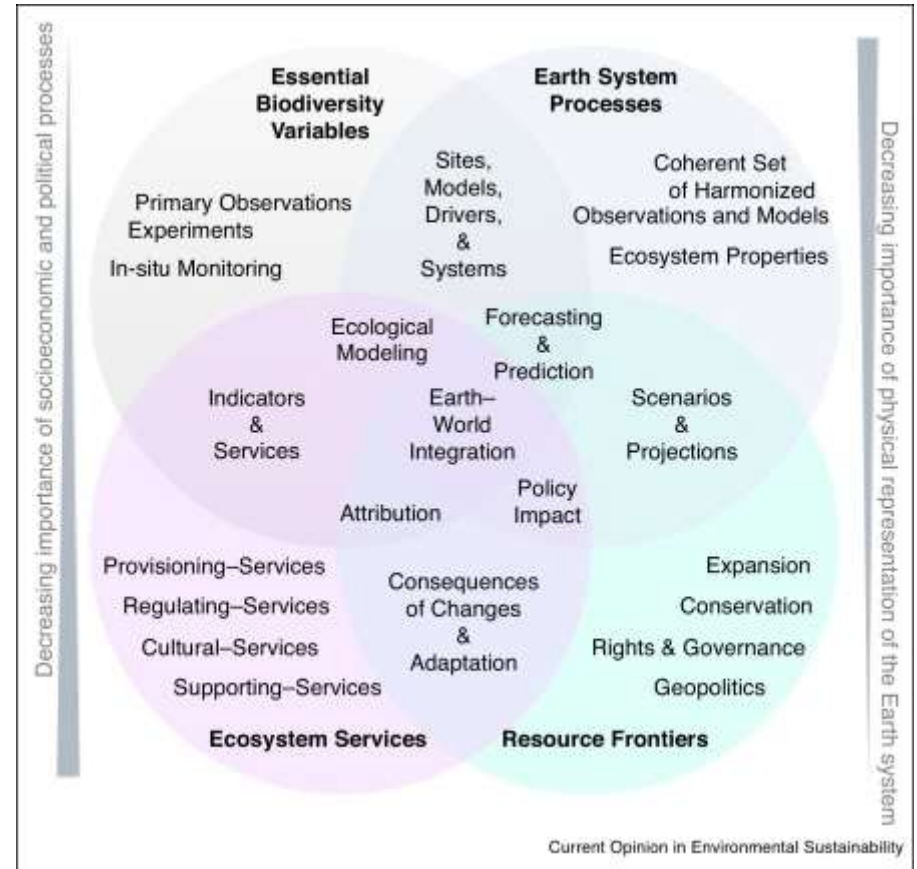 Decreasing importance of socioeconomic and political processes
Essential
Biodiversity
Variables
Earth System
Processes
Primary Observations
Experiments
In-situ Monitoring
Sites,
Models,
Drivers,
&
Systems
Coherent Set
of Harmonized
Observations and Models
Ecosystem Properties
Ecological
Modeling
Forecasting
&
Prediction
Indicators
&
Services
Earth–
World
Integration
Scenarios
&
Projections
Attribution
Policy
Impact
Provisioning–Services
Regulating–Services
Cultural–Services
Supporting–Services
Consequences
of Changes
&
Adaptation
Expansion
Conservation
Rights & Governance
Geopolitics
Ecosystem Services
Resource Frontiers
Decreasing importance of physical representation of the Earth system
Current Opinion in Environmental Sustainability